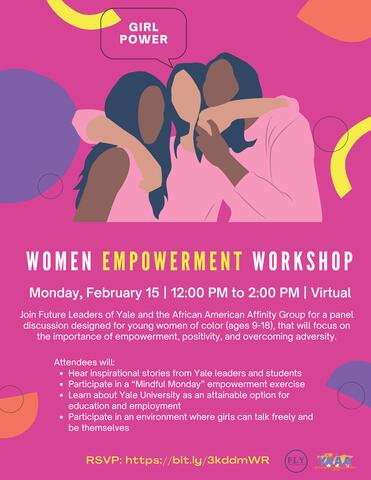 GIRL
POWER
WOMEN EMPOWERMENT WORKSHOP
Monday, February 15 | 12:00 PM to 2:00 PM | Virtual
Join Future Leaders of Yale and the African American Affinity Group for a panel
discussion designed for young women of color (ages 9-18), that will focus on
the importance of empowerment, positivity, and overcoming adversity.
Attendees will:
• Hear Inspirational stories from Yale leaders and students
• Participate in a “Mindful Monday” empowerment exercise
• Learn about Yale University as an attainable option for
education and employment
• Participate in an environment where girls can talk freely and
be themselves
RSVP: https://bit.ly/3kddmWR
FLY
YAAA